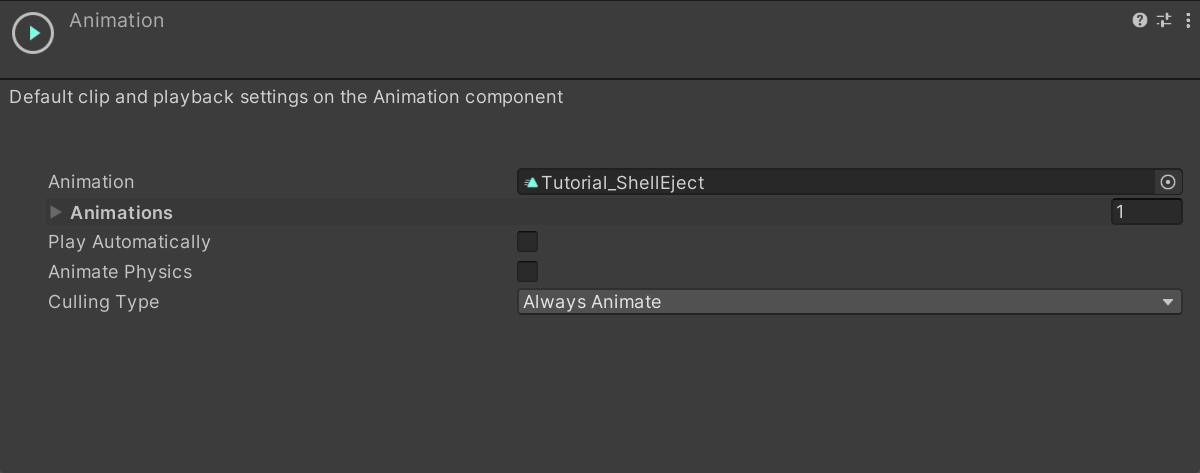 Animation
Default clip and playback settings on the Animation component
Animation Tutorial_ShellEject
Animations 1
Play Automatically
Animate Physics
Culling Type Always Animate